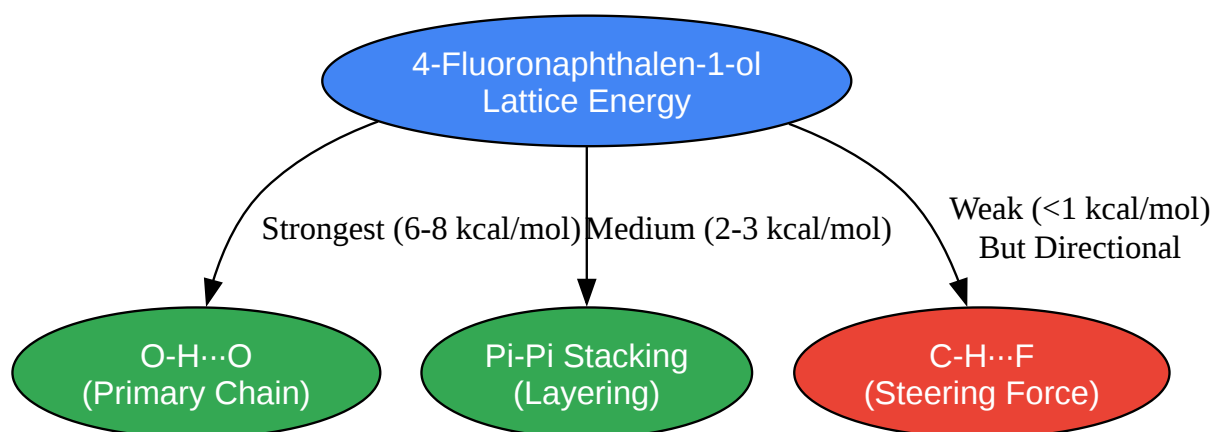 4-Fluoronaphthalen-1-ol
Lattice Energy
Strongest (6-8 kcal/mol)
Medium (2-3 kcal/mol)
Weak (<1 kcal/mol)
But Directional
O-H···O
(Primary Chain)
Pi-Pi Stacking
(Layering)
C-H···F
(Steering Force)